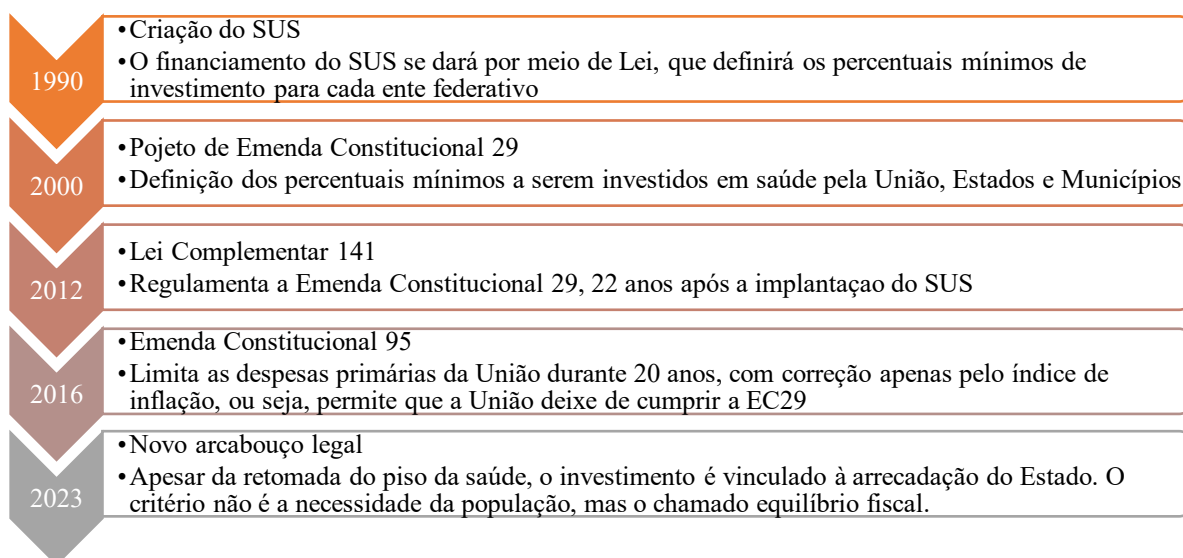 1990
•Criação do SUS
•O financiamento do SUS se dará por meio de Lei, que definirá os percentuais mínimos de
investimento para cada ente federativo
2000
•Pojeto de Emenda Constitucional 29
•Definição dos percentuais mínimos a serem investidos em saúde pela União, Estados e Municípios
2012
•Lei Complementar 141
•Regulamenta a Emenda Constitucional 29, 22 anos após a implantaçao do SUS
2016
•Emenda Constitucional 95
•Limita as despesas primárias da União durante 20 anos, com correção apenas pelo índice de
inflação, ou seja, permite que a União deixe de cumprir a EC29
2023
•Novo arcabouço legal
•Apesar da retomada do piso da saúde, o investimento é vinculado à arrecadação do Estado. O
critério não é a necessidade da população, mas o chamado equilíbrio fiscal.